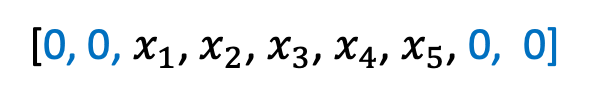 [0, 0, x₁, x₂, x₃, x₄, x₅, 0, 0]